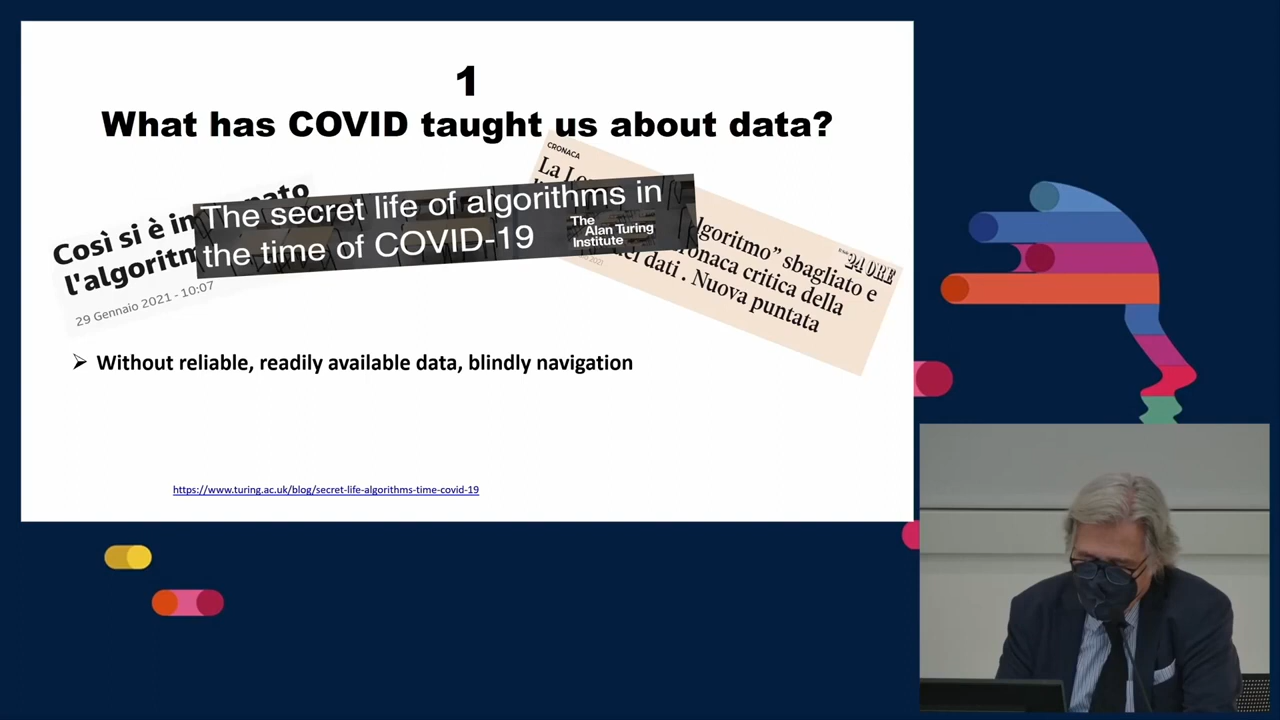 1
What has COVID taught us about data?
Così si è
l'algoritm
29 Gennaio 2021 - 10:07
The secret life of algorithms in
the time of COVID-19
The
Alan Turing
Institute
CRONACA
La
lgoritmo” sbagliato e
ronaca critica della
dati . Nuova puntata
24 ORE
➢ Without reliable, readily available data, blindly navigation
https://www.turing.ac.uk/blog/secret-life-algorithms-time-covid-19